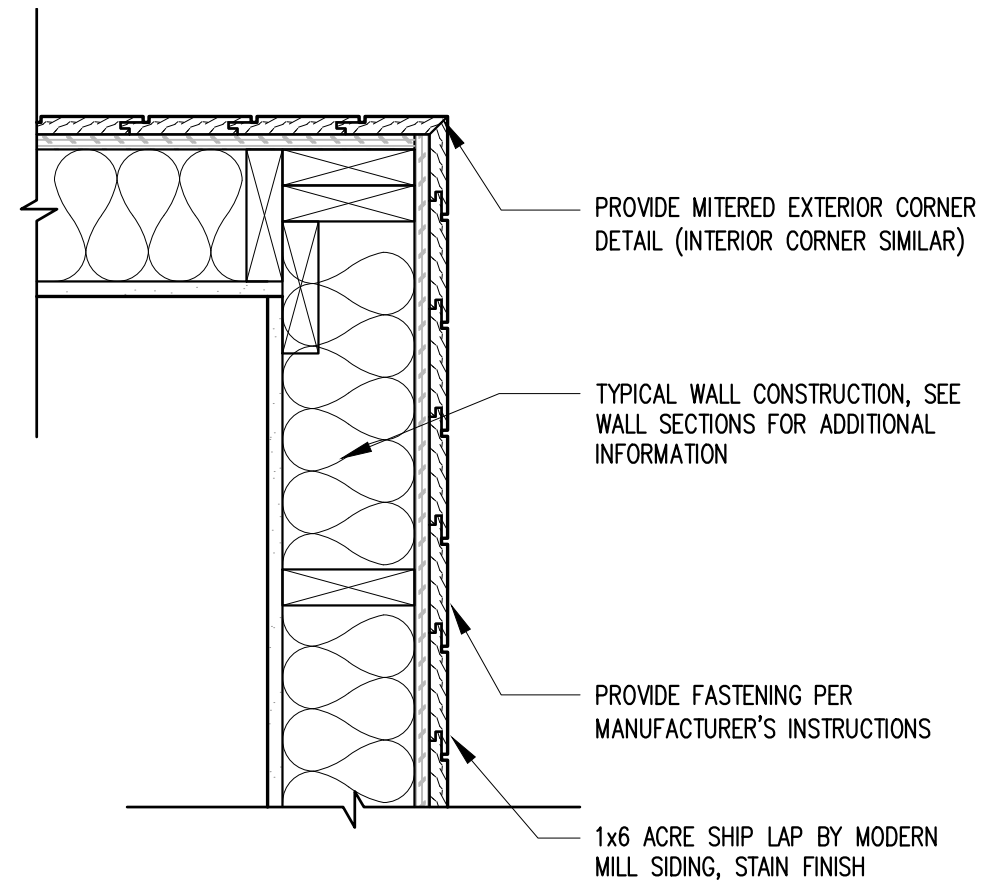 PROVIDE MITERED EXTERIOR CORNER
DETAIL (INTERIOR CORNER SIMILAR)
TYPICAL WALL CONSTRUCTION, SEE
WALL SECTIONS FOR ADDITIONAL
INFORMATION
PROVIDE FASTENING PER
MANUFACTURER'S INSTRUCTIONS
1x6 ACRE SHIP LAP BY MODERN
MILL SIDING, STAIN FINISH